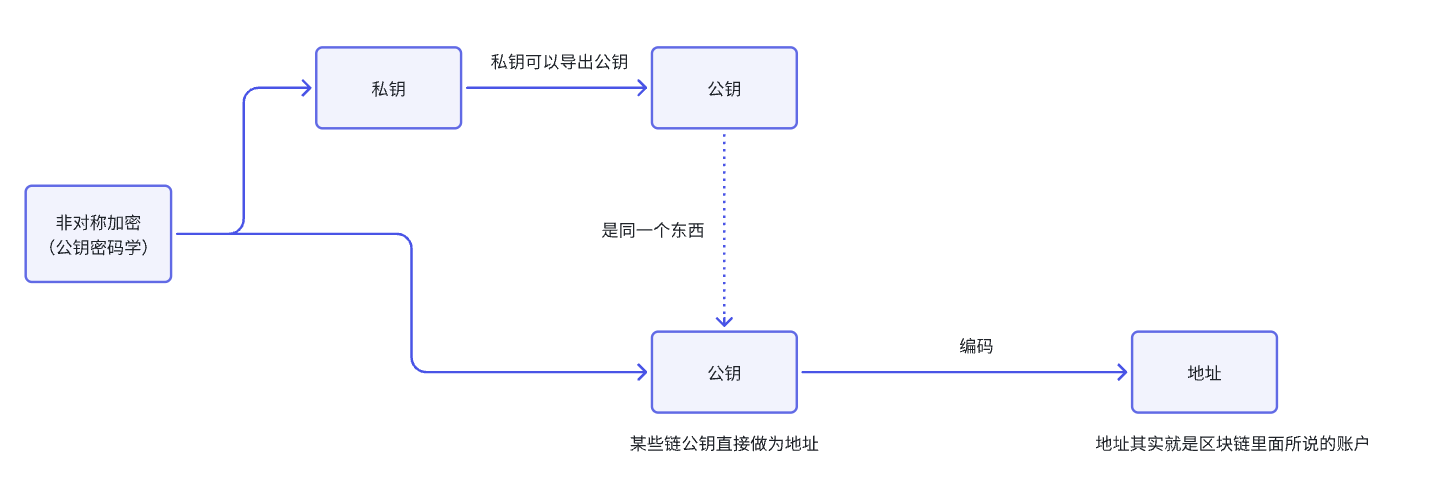 私钥可以导出公钥
私钥
公钥
非对称加密
（公钥密码学）
是同一个东西
编码
公钥
地址
某些链公钥直接做为地址
地址其实就是区块链里面所说的账户